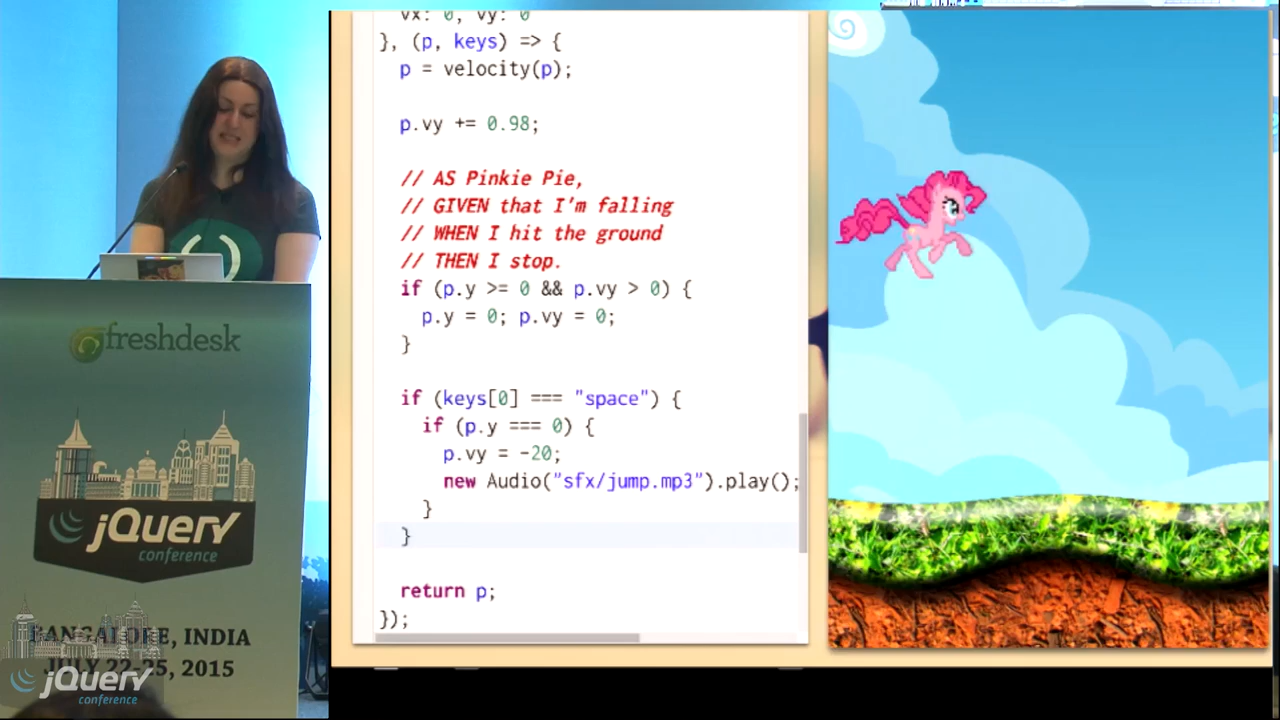 vx: 0, vy: 0
}, (p, keys) => {
p = velocity(p);
p.vy += 0.98;
// AS Pinkie Pie,
// GIVEN that I'm falling
// WHEN I hit the ground
// THEN I stop.
if (p.y >= 0 && p.vy > 0) {
p.y = 0; p.vy = 0;
}
if (keys[0] === "space") {
if (p.y === 0) {
p.vy = -20;
new Audio("sfx/jump.mp3").play();
}
}
return p;
});
freshdesk
jQuery
conference
BANGALORE, INDIA
JULY 22-25, 2015
jQuery
conference